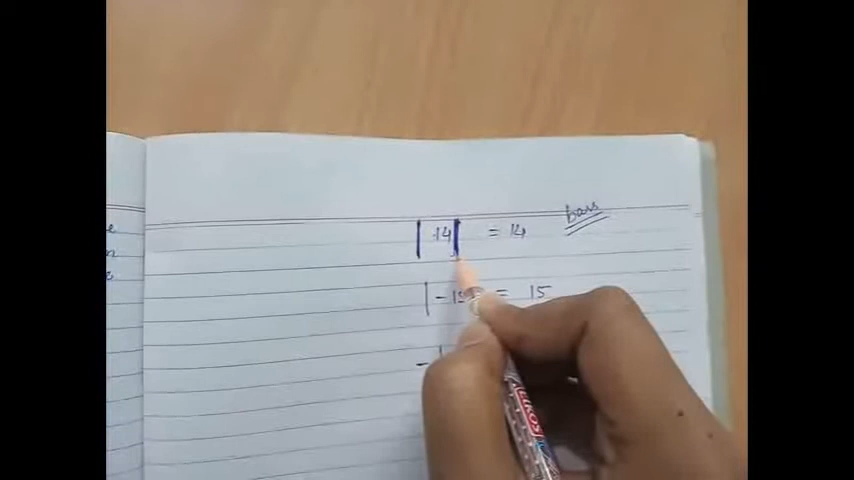 |14| = 14 bars
|-15| = 15
-|